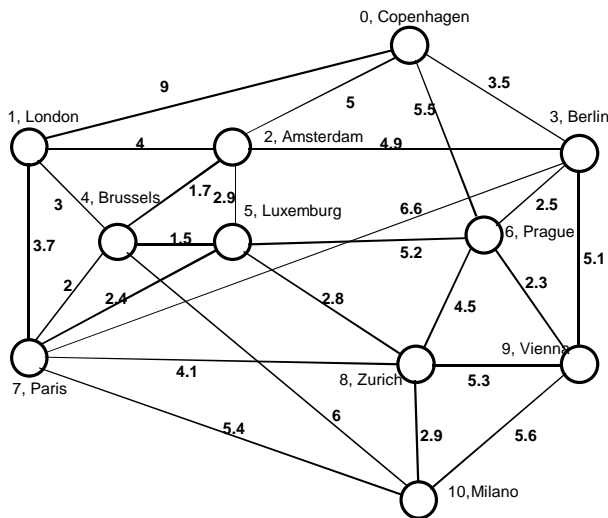 0, Copenhagen
9
5
5.5
3.5
1, London
4
2, Amsterdam
4.9
3, Berlin
3
4, Brussels
1.7
2.9
5, Luxemburg
6.6
2.5
6, Prague
3.7
1.5
5.2
5.1
2
2.4
2.8
4.5
2.3
7, Paris
4.1
8, Zurich
5.3
9, Vienna
5.4
6
2.9
5.6
10,Milano